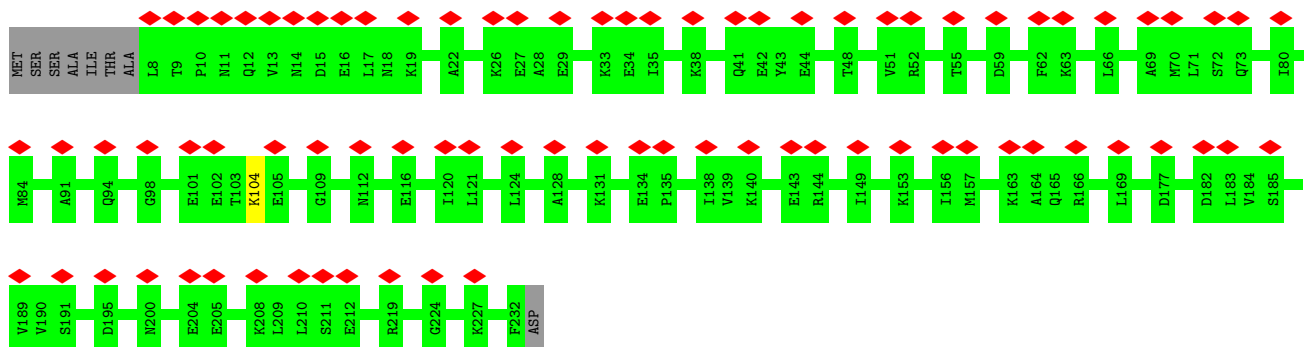 MET SER SER ALA ILE THR ALA L8 T9 P10 N11 Q12 V13 N14 D15 E16 L17 N18 K19 A22 K26 E27 A28 E29 K33 E34 I35 K38 Q41 E42 Y43 E44 T48 V51 R52 T55 D59 F62 K63 L66 A69 M70 L71 S72 Q73 I80
M84 A91 Q94 G98 E101 E102 T103 K104 E105 G109 N112 E116 I120 L121 L124 A128 K131 E134 P135 I138 V139 K140 E143 R144 I149 K153 I156 M157 K163 A164 Q165 R166 L169 D177 D182 L183 V184 S185
V189 V190 S191 D195 N200 E204 E205 K208 L209 L210 S211 E212 R219 G224 K227 F232 ASP